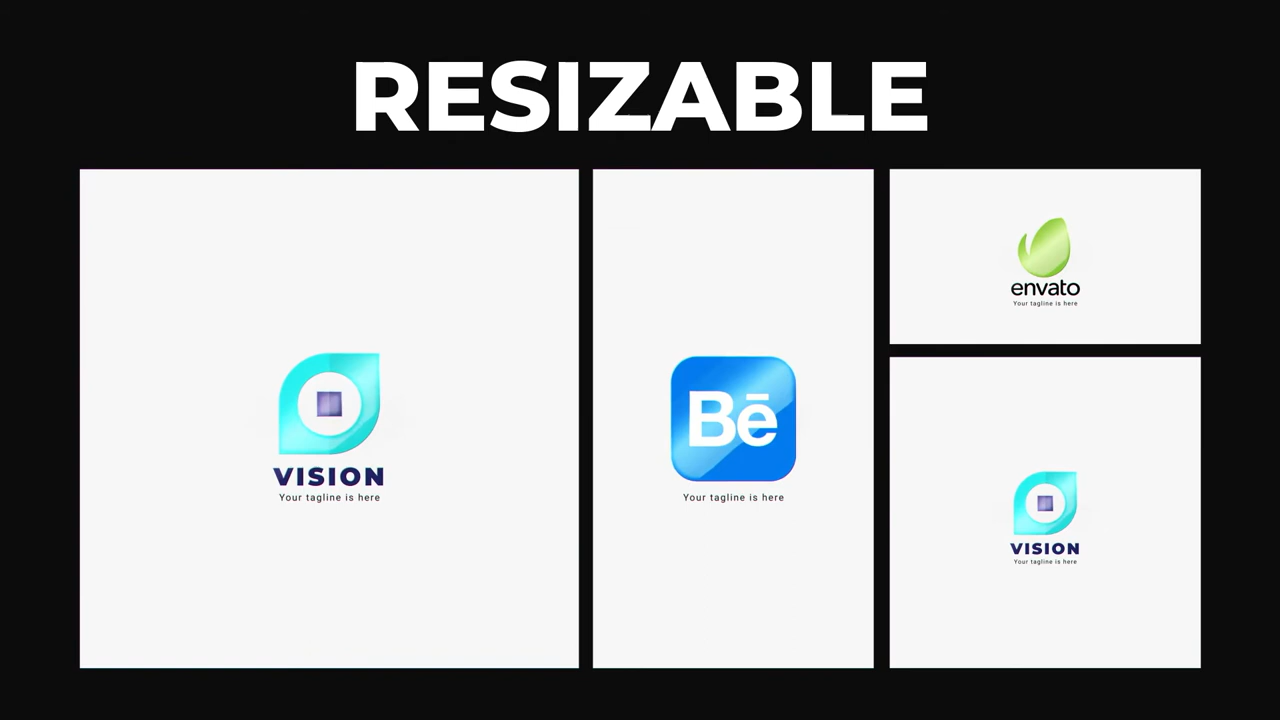 RESIZABLE
VISION
Your tagline is here
Bē
Your tagline is here
envato
Your tagline is here
VISION
Your tagline is here